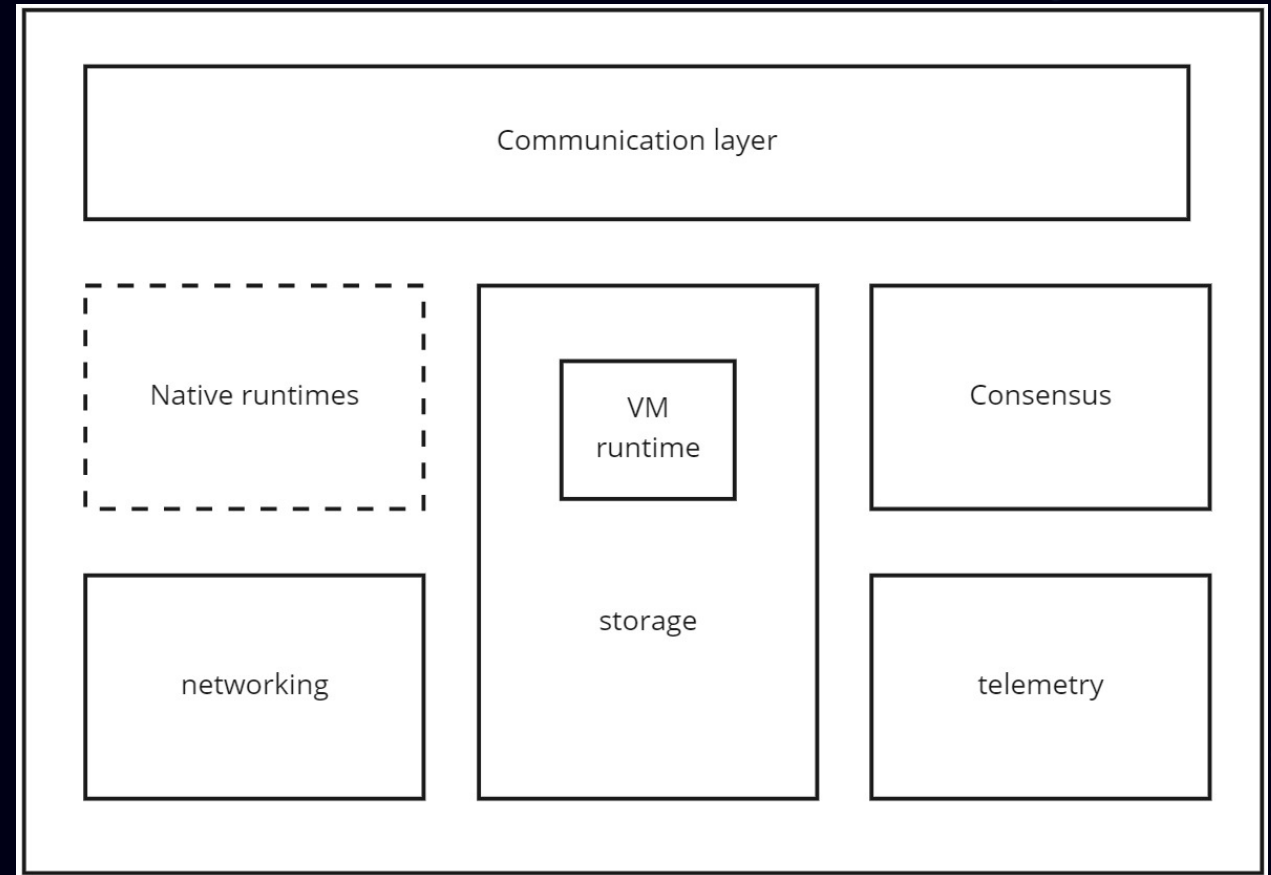 Communication layer
Native runtimes
VM
runtime
Consensus
storage
networking
telemetry